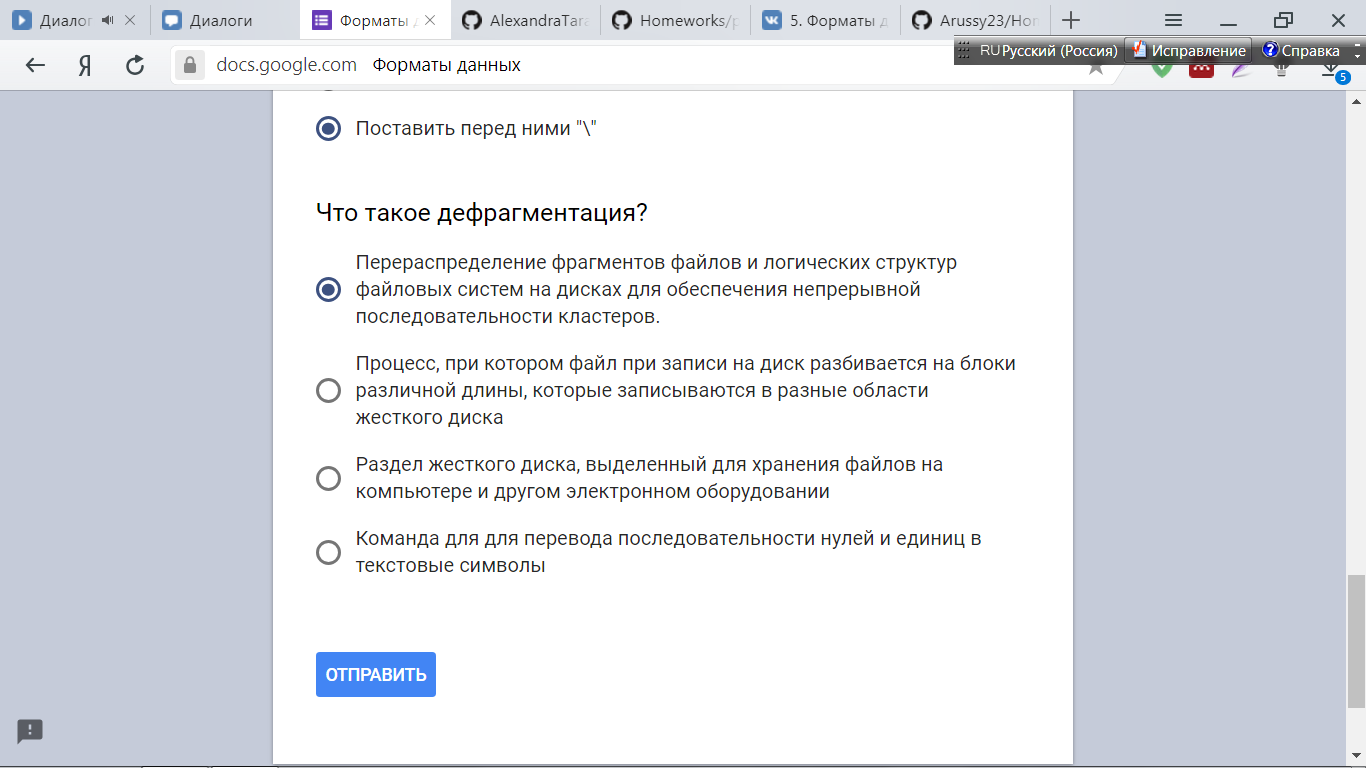 Диалог
Диалоги
Форматы д
AlexandraTara
Homeworks/p
5. Форматы д
Arussy23/Hom
RU Русский (Россия)
Исправление
Справка
Я
docs.google.com
Форматы данных
5
Поставить перед ними "\"
Что такое дефрагментация?
Перераспределение фрагментов файлов и логических структур
файловых систем на дисках для обеспечения непрерывной
последовательности кластеров.
Процесс, при котором файл при записи на диск разбивается на блоки
различной длины, которые записываются в разные области
жесткого диска
Раздел жесткого диска, выделенный для хранения файлов на
компьютере и другом электронном оборудовании
Команда для для перевода последовательности нулей и единиц в
текстовые символы
ОТПРАВИТЬ